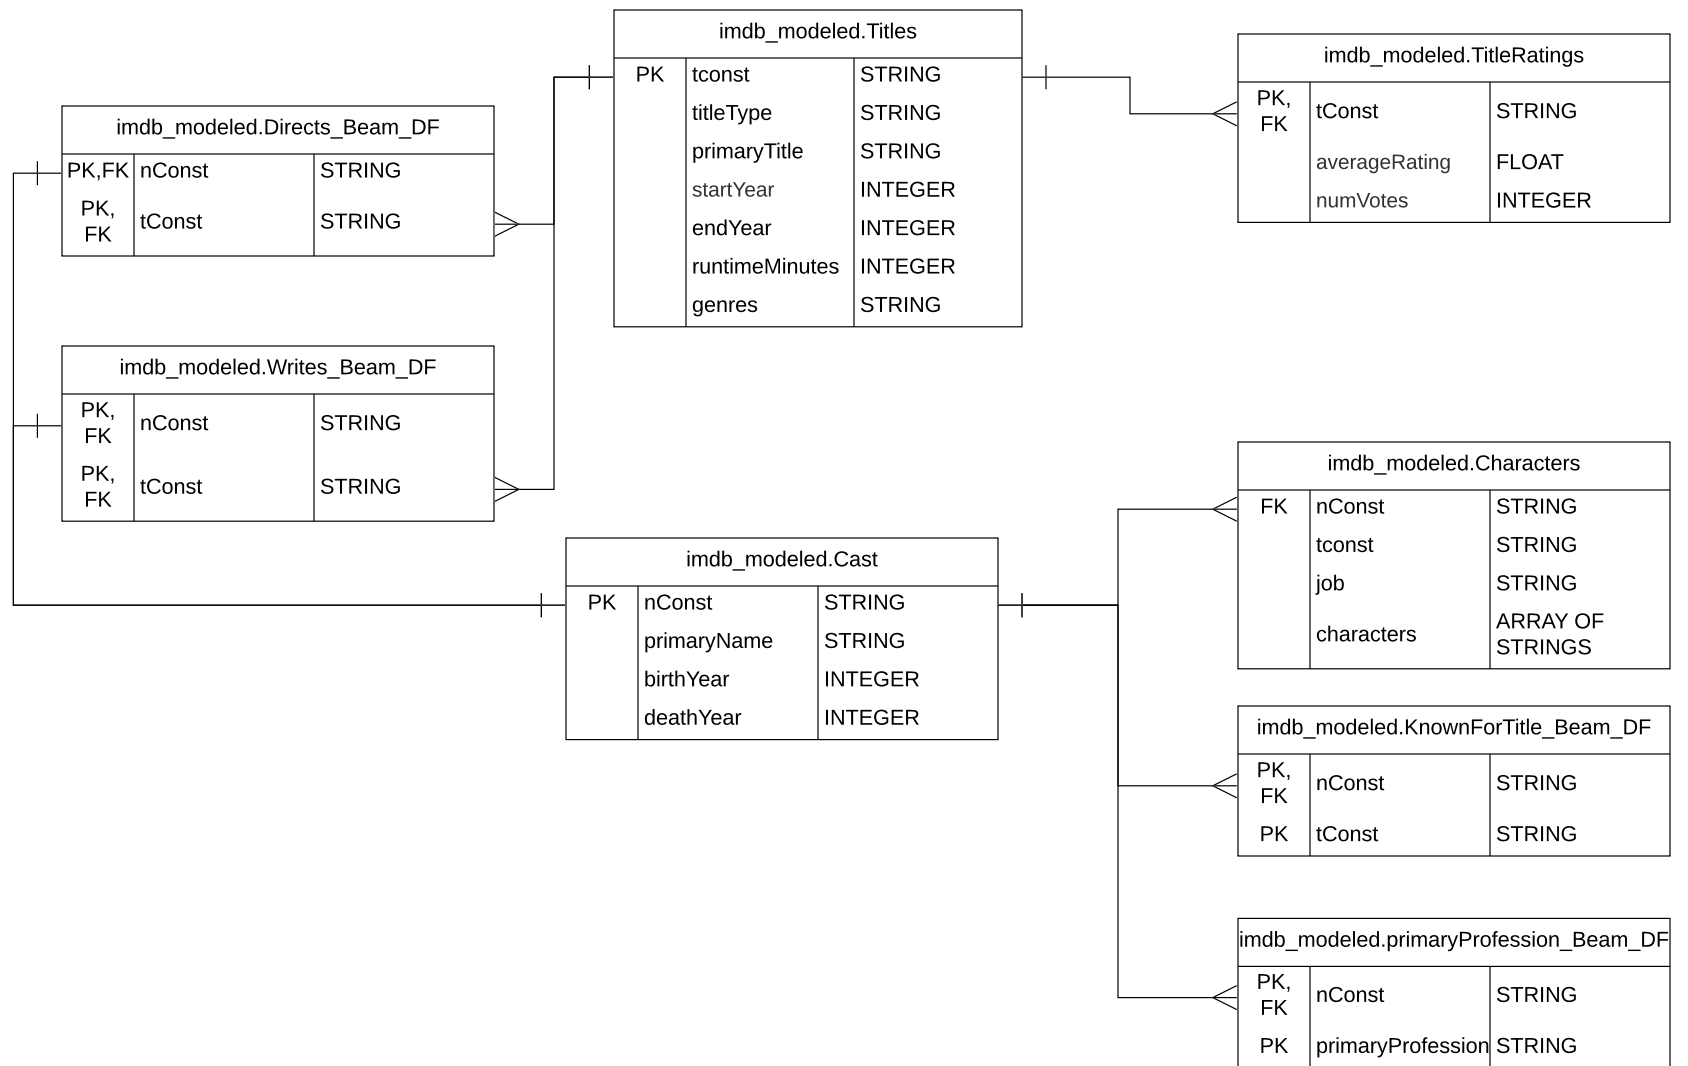 imdb_modeled.Titles
PK tconst STRING
titleType STRING
primaryTitle STRING
startYear INTEGER
endYear INTEGER
runtimeMinutes INTEGER
genres STRING
imdb_modeled.TitleRatings
PK,
FK tConst STRING
averageRating FLOAT
numVotes INTEGER
imdb_modeled.Directs_Beam_DF
PK,FK nConst STRING
PK,
FK tConst STRING
imdb_modeled.Writes_Beam_DF
PK,
FK nConst STRING
PK,
FK tConst STRING
imdb_modeled.Cast
PK nConst STRING
primaryName STRING
birthYear INTEGER
deathYear INTEGER
imdb_modeled.Characters
FK nConst STRING
tconst STRING
job STRING
characters ARRAY OF
STRINGS
imdb_modeled.KnownForTitle_Beam_DF
PK,
FK nConst STRING
PK tConst STRING
imdb_modeled.primaryProfession_Beam_DF
PK,
FK nConst STRING
PK primaryProfession STRING